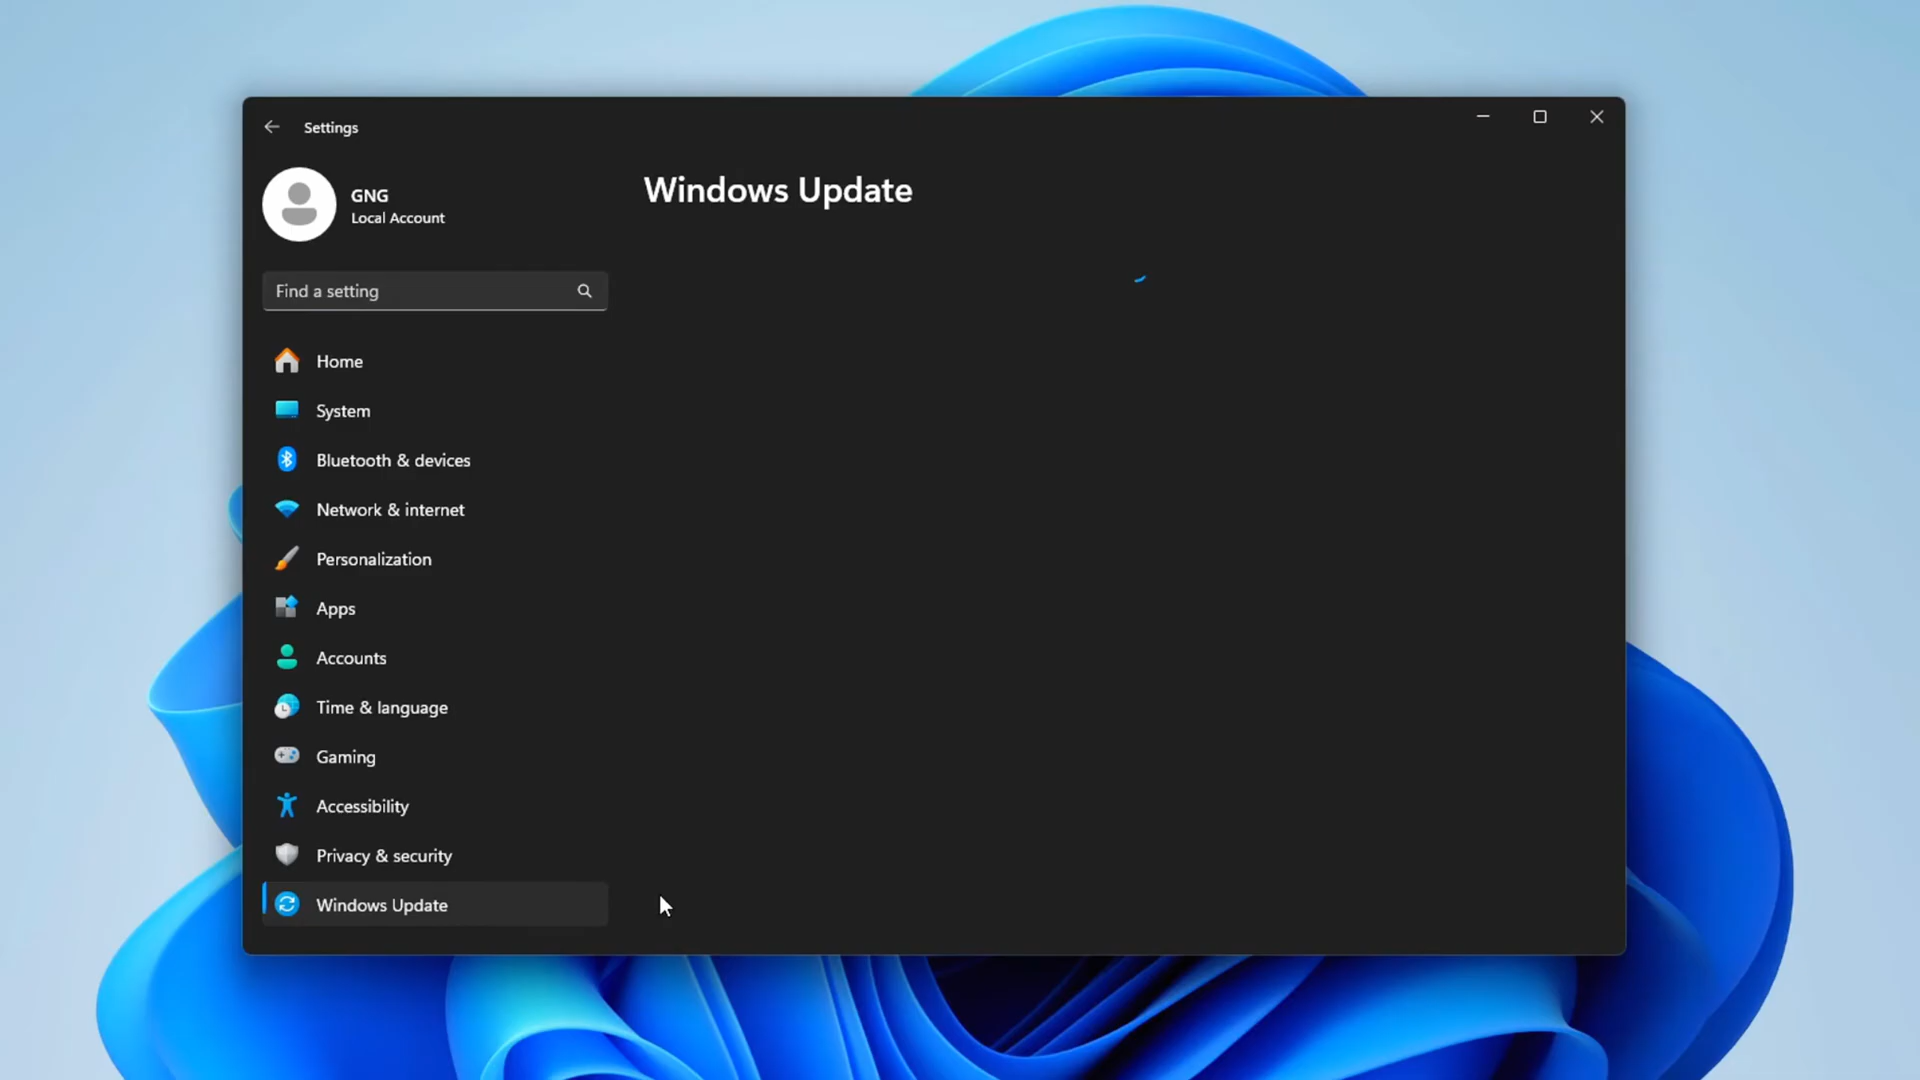 Settings
GNG
Local Account
Find a setting
Home
System
Bluetooth & devices
Network & internet
Personalization
Apps
Accounts
Time & language
Gaming
Accessibility
Privacy & security
Windows Update
Windows Update